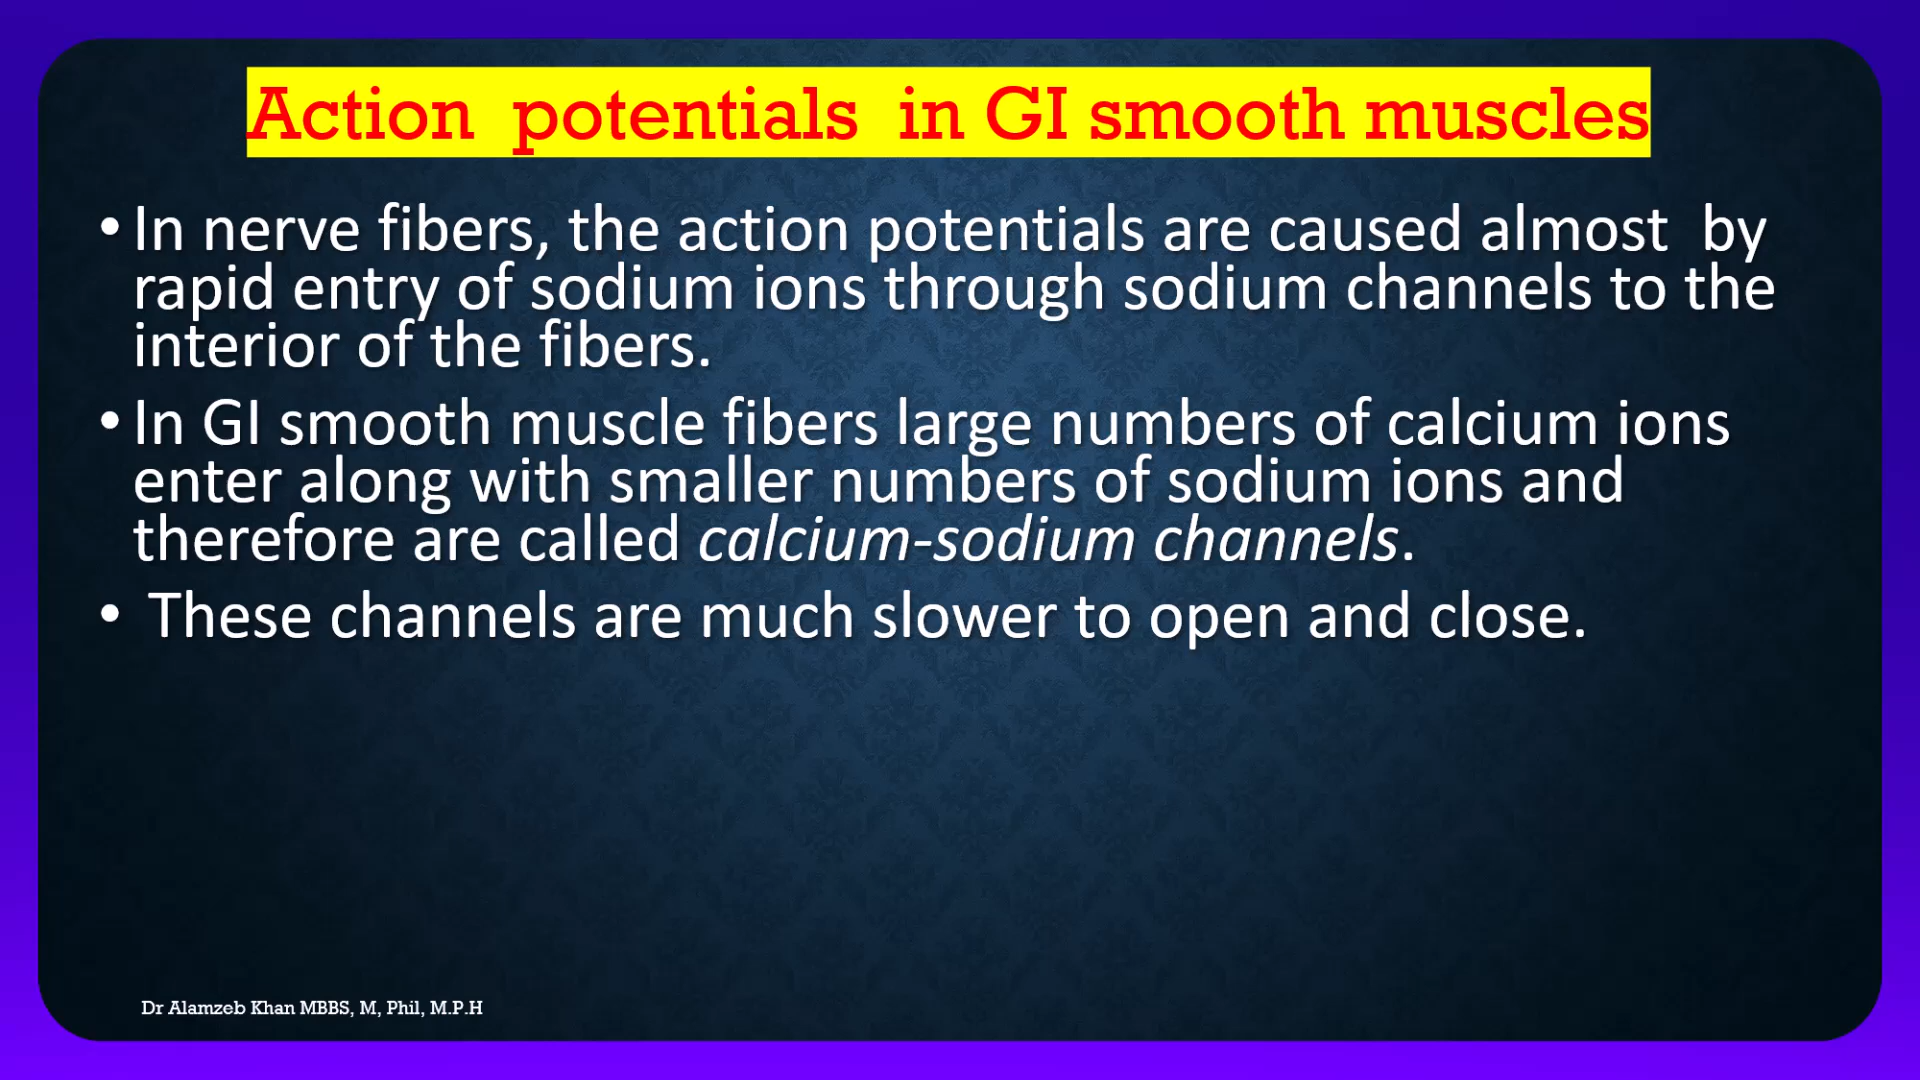 Action potentials in GI smooth muscles
• In nerve fibers, the action potentials are caused almost by
rapid entry of sodium ions through sodium channels to the
interior of the fibers.
• In GI smooth muscle fibers large numbers of calcium ions
enter along with smaller numbers of sodium ions and
therefore are called calcium-sodium channels.
• These channels are much slower to open and close.
Dr Alamzeb Khan MBBS, M, Phil, M.P.H